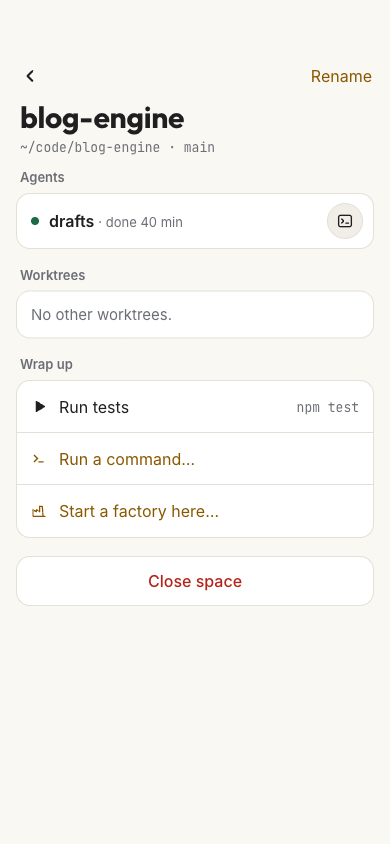 Rename
blog-engine
~/code/blog-engine · main
Agents
drafts · done 40 min
Worktrees
No other worktrees.
Wrap up
Run tests npm test
Run a command...
Start a factory here...
Close space